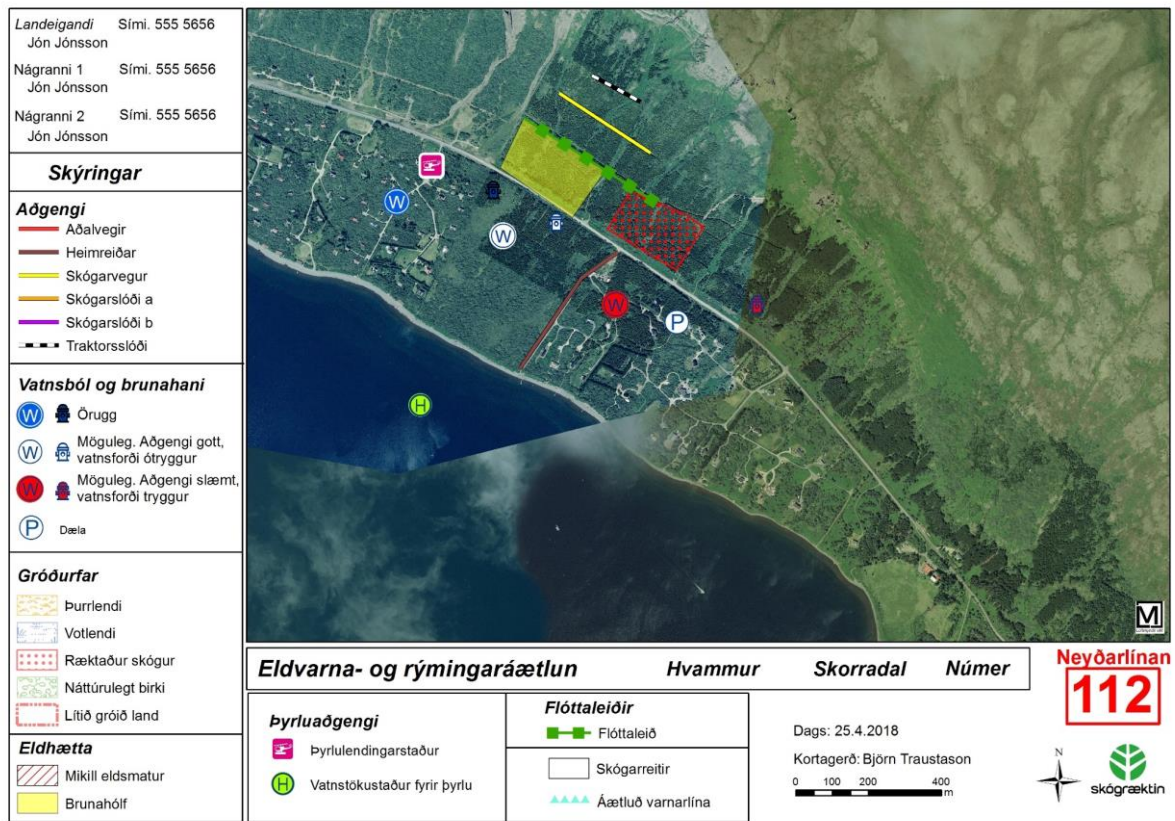 Landeigandi Sími. 555 5656
Jón Jónsson
Nágranni 1 Sími. 555 5656
Jón Jónsson
Nágranni 2 Sími. 555 5656
Jón Jónsson
Skýringar
Aðgengi
Aðalvegir
Heimreiðar
Skógarvegur
Skógarslóði a
Skógarslóði b
Traktorsslóði
Vatnsból og brunahani
W Örugg
W Möguleg. Aðgengi gott,
vatnsforði ótryggur
W Möguleg. Aðgengi slæmt,
vatnsforði tryggur
P Dæla
Gróðurfar
Þurrlendi
Votlendi
Ræktaður skógur
Náttúrulegt birki
Lítið gróið land
Eldhætta
Mikill eldsmatur
Brunahólf
W
W
W
P
H
M
Eldvarna- og rýmingaráætlun Hvammur Skorradal Númer
Þyrluaðgengi
Þyrlulendingarstaður
H Vatnstökustaður fyrir þyrlu
Flóttaleiðir
Flóttaleið
Skógarreitir
Áætluð varnarlína
Dags: 25.4.2018
Kortagerð: Björn Traustason
0 100 200 400
m
Neyðarlínan
112
N
skógræktin